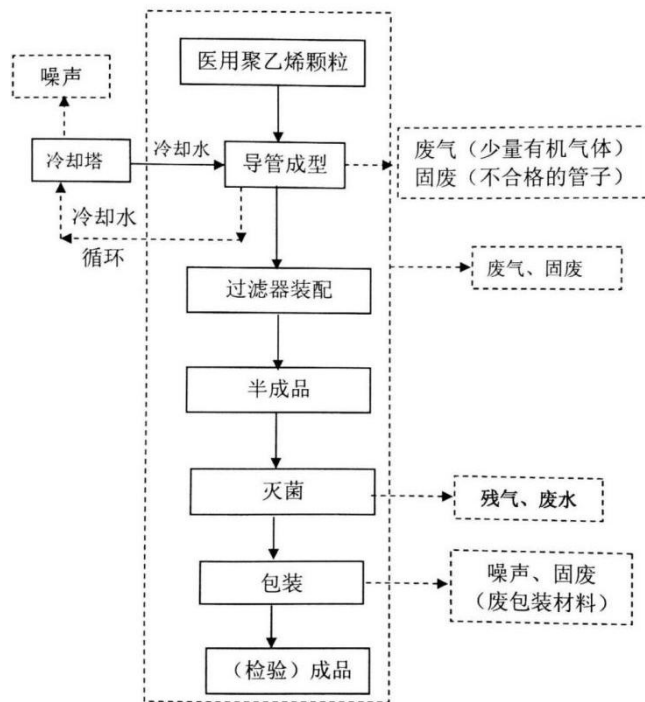 医用聚乙烯颗粒
噪声
冷却塔
冷却水
导管成型
废气（少量有机气体）
固废（不合格的管子）
冷却水
循环
废气、固废
过滤器装配
半成品
灭菌
残气、废水
包装
噪声、固废
（废包装材料）
（检验）成品